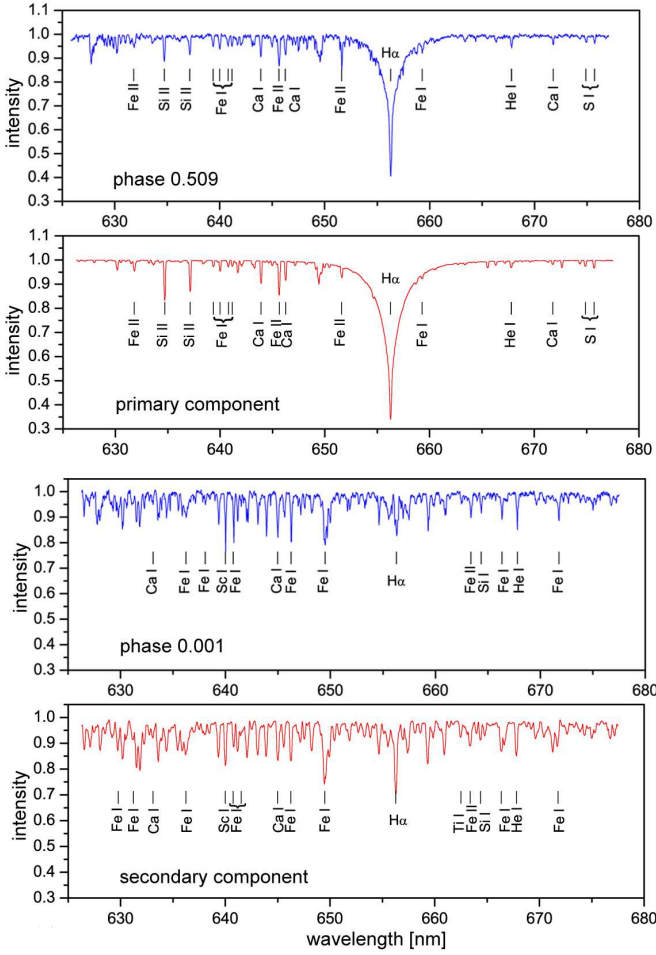 1.1
1.0
0.9
0.8
0.7
0.6
0.5
0.4
0.3
intensity
Hα
Fe II
Si II
Si II
Fe I {
Ca I
Fe II
Ca I
Fe II
Fe I
He I
Ca I
S I {
phase 0.509
630 640 650 660 670 680
1.1
1.0
0.9
0.8
0.7
0.6
0.5
0.4
0.3
intensity
Hα
Fe II
Si II
Si II
Fe I {
Ca I
Fe II
Ca I
Fe II
Fe I
He I
Ca I
S I {
primary component
630 640 650 660 670 680
1.0
0.9
0.8
0.7
0.6
0.5
0.4
0.3
intensity
Ca I
Fe I
Fe I
Sc I
Fe I
Ca I
Fe I
Fe I
Hα
Fe II
Si I
Fe I
He I
Fe I
phase 0.001
630 640 650 660 670 680
1.0
0.9
0.8
0.7
0.6
0.5
0.4
0.3
intensity
Fe I
Fe I
Ca I
Fe I
Sc I
Fe I {
Ca I
Fe I
Fe I
Hα
Ti I
Fe II
Si I
Fe I
He I
Fe I
secondary component
630 640 650 660 670 680
wavelength [nm]